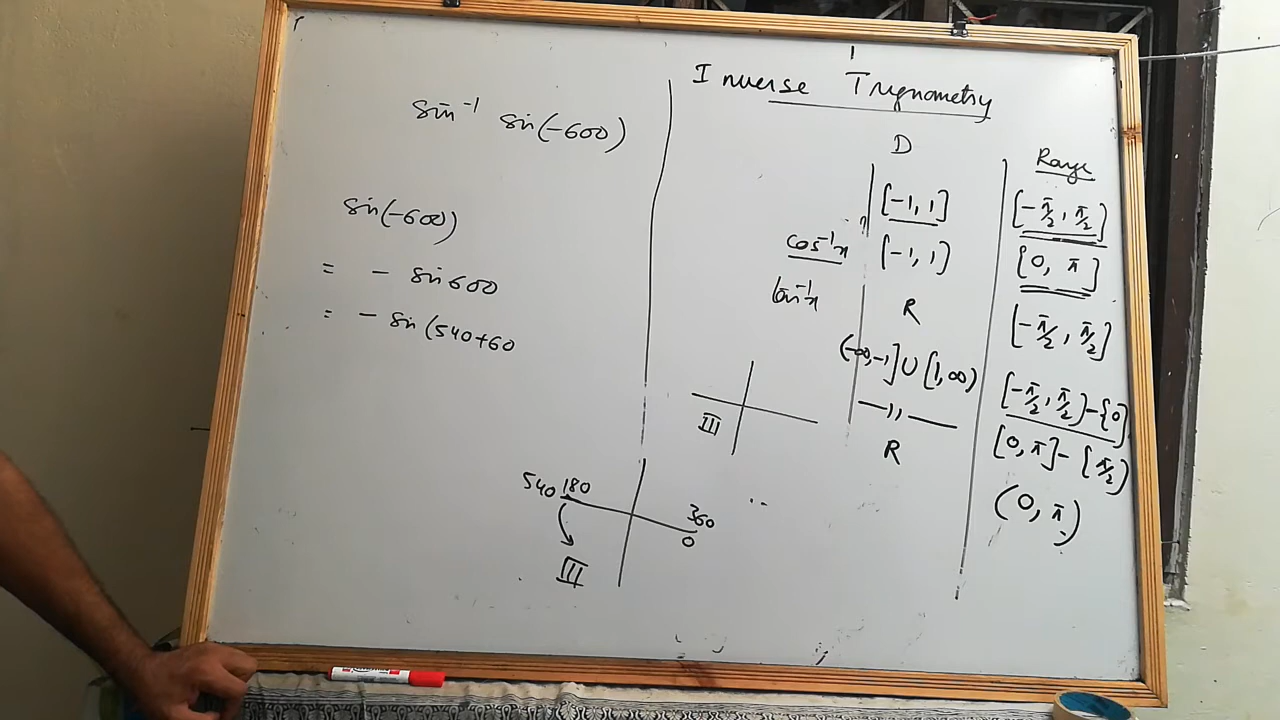 Inverse Trignometry
sin⁻¹ sin(-600)
sin(-600)
= - sin 600
= - sin(540+60
540 180
360
0
III
D
Range
[-1, 1]
[-π/2, π/2]
cos⁻¹x
[-1, 1]
[0, π]
tan⁻¹x
R
[-π/2, π/2]
(-∞, -1] ∪ [1, ∞)
[-π/2, π/2] - {0}
—1,—
[0, π] - {π/2)
III
R
(0, π)